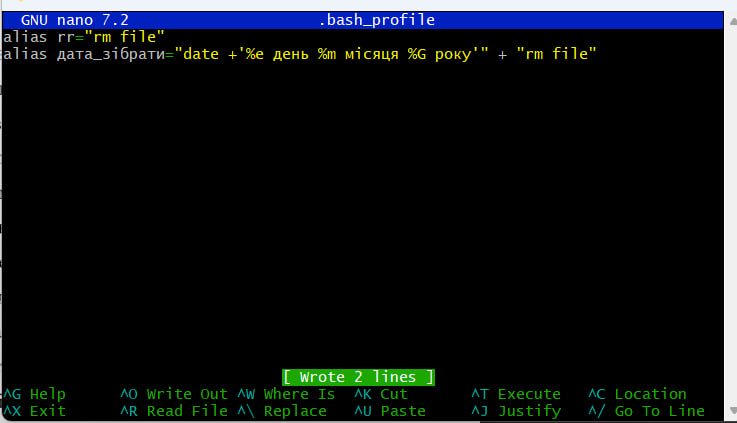 GNU nano 7.2 .bash_profile
alias rr="rm file"
alias дата_зібрати="date +'%e день %m місяця %G року'" + "rm file"
[ Wrote 2 lines ]
^G Help ^O Write Out ^W Where Is ^K Cut ^T Execute ^C Location
^X Exit ^R Read File ^\ Replace ^U Paste ^J Justify ^/ Go To Line